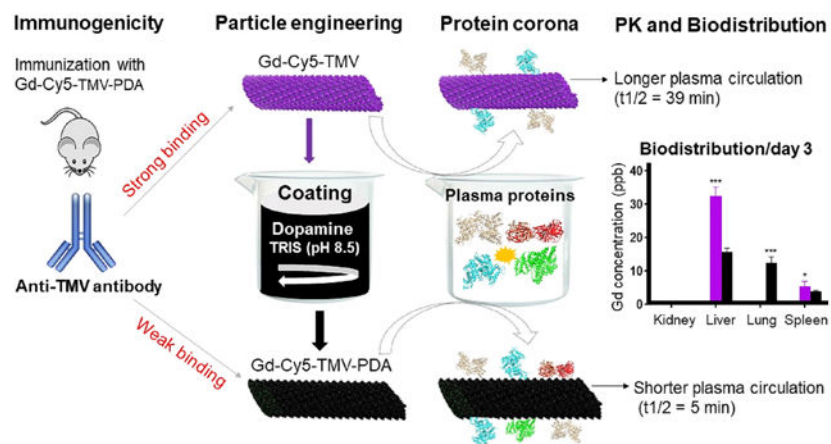 Immunogenicity
Immunization with
Gd-Cy5-TMV-PDA
Strong binding
Anti-TMV antibody
Weak binding
Particle engineering
Gd-Cy5-TMV
Coating
Dopamine
TRIS (pH 8.5)
Gd-Cy5-TMV-PDA
Protein corona
Plasma proteins
PK and Biodistribution
Longer plasma circulation
(t1/2 = 39 min)
Biodistribution/day 3
Gd concentration (ppb)
40
30
20
10
0
***
***
*
Kidney Liver Lung Spleen
Shorter plasma circulation
(t1/2 = 5 min)